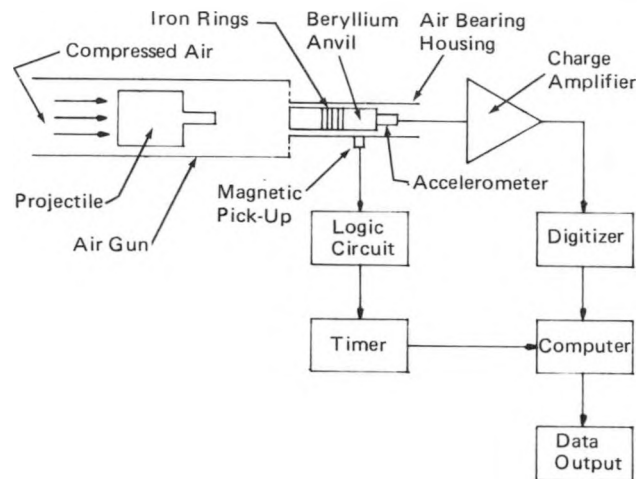 Iron Rings
Beryllium
Anvil
Air Bearing
Housing
Compressed Air
Charge
Amplifier
Projectile
Magnetic
Pick-Up
Accelerometer
Air Gun
Logic
Circuit
Digitizer
Timer
Computer
Data
Output